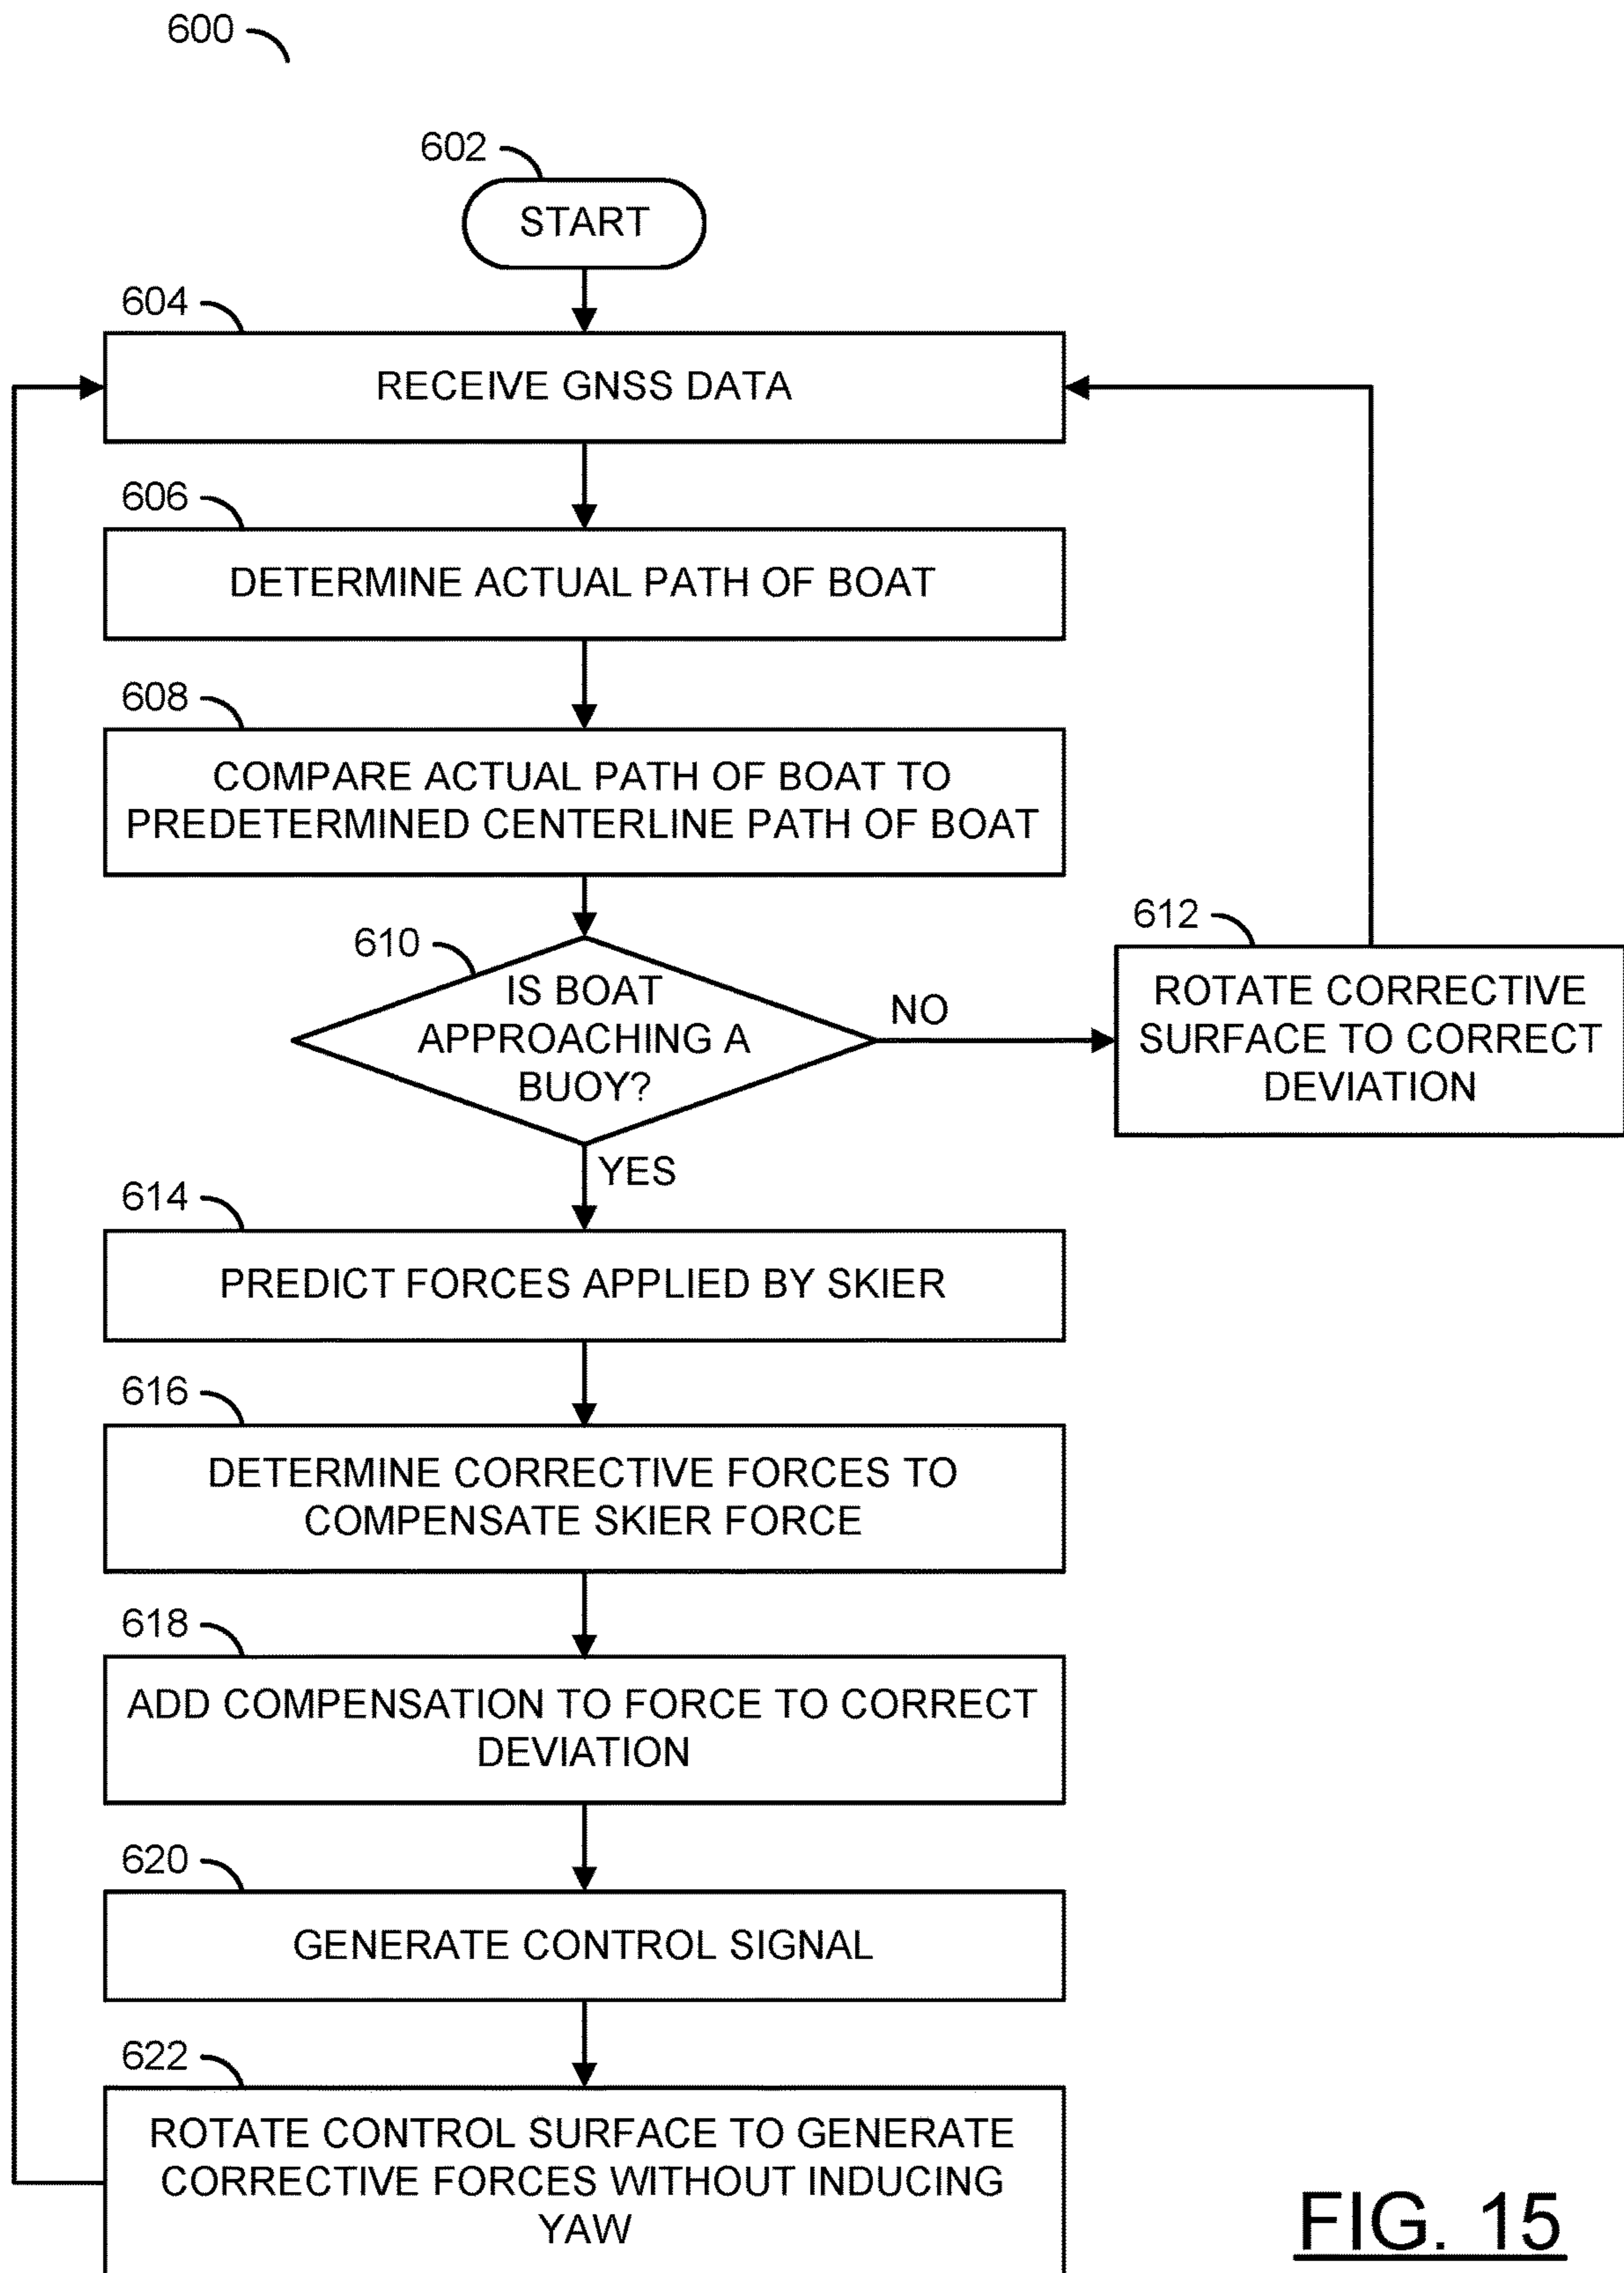 600
602
START
604
RECEIVE GNSS DATA
606
DETERMINE ACTUAL PATH OF BOAT
608
COMPARE ACTUAL PATH OF BOAT TO
PREDETERMINED CENTERLINE PATH OF BOAT
610
IS BOAT
APPROACHING A
BUOY?
NO
612
ROTATE CORRECTIVE
SURFACE TO CORRECT
DEVIATION
YES
614
PREDICT FORCES APPLIED BY SKIER
616
DETERMINE CORRECTIVE FORCES TO
COMPENSATE SKIER FORCE
618
ADD COMPENSATION TO FORCE TO CORRECT
DEVIATION
620
GENERATE CONTROL SIGNAL
622
ROTATE CONTROL SURFACE TO GENERATE
CORRECTIVE FORCES WITHOUT INDUCING
YAW
FIG. 15